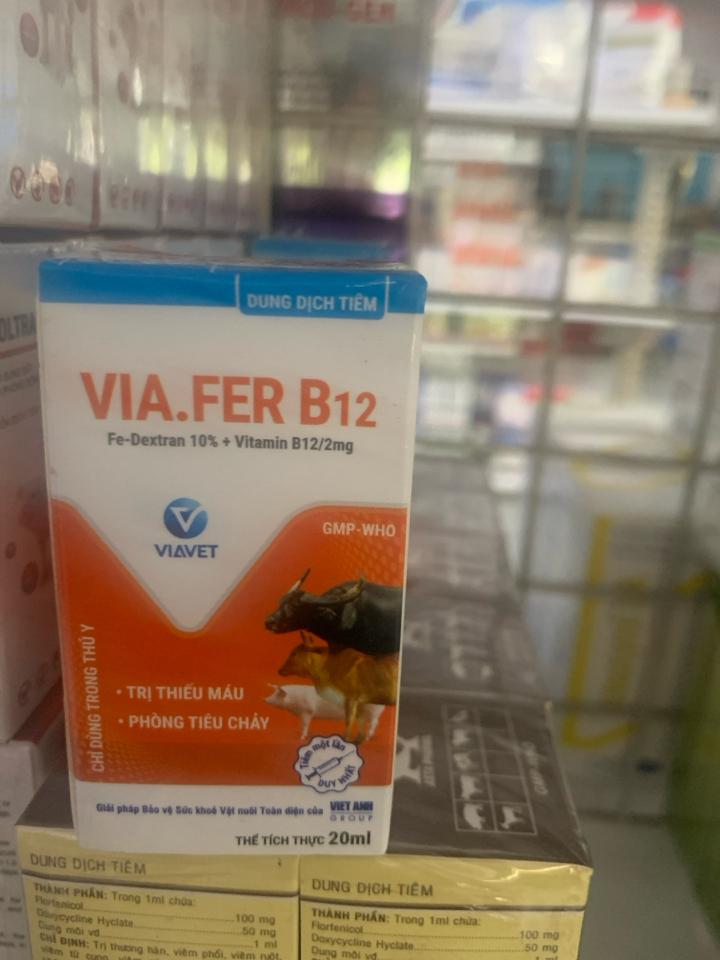 DUNG DỊCH TIÊM
VIA.FER B12
Fe-Dextran 10% + Vitamin B12/2mg
VIAVET
GMP-WHO
CHỈ DÙNG TRONG THÚ Y
• TRỊ THIẾU MÁU
• PHÒNG TIÊU CHẢY
Tiêm một lần
DUY NHẤT
Giải pháp Bảo vệ Sức khoẻ Vật nuôi Toàn diện của VIET ANH GROUP
THỂ TÍCH THỰC 20ml
DUNG DỊCH TIÊM
THÀNH PHẦN: Trong 1ml chứa:
Florfenicol 100 mg
Doxycycline Hyclate 50 mg
Dung môi vđ 1 ml
CHỈ ĐỊNH: Trị thương hàn, viêm phổi, viêm ruột,
DUNG DỊCH TIÊM
THÀNH PHẦN: Trong 1ml chứa:
Florfenicol 100 mg
Doxycycline Hyclate 50 mg
Dung môi vđ